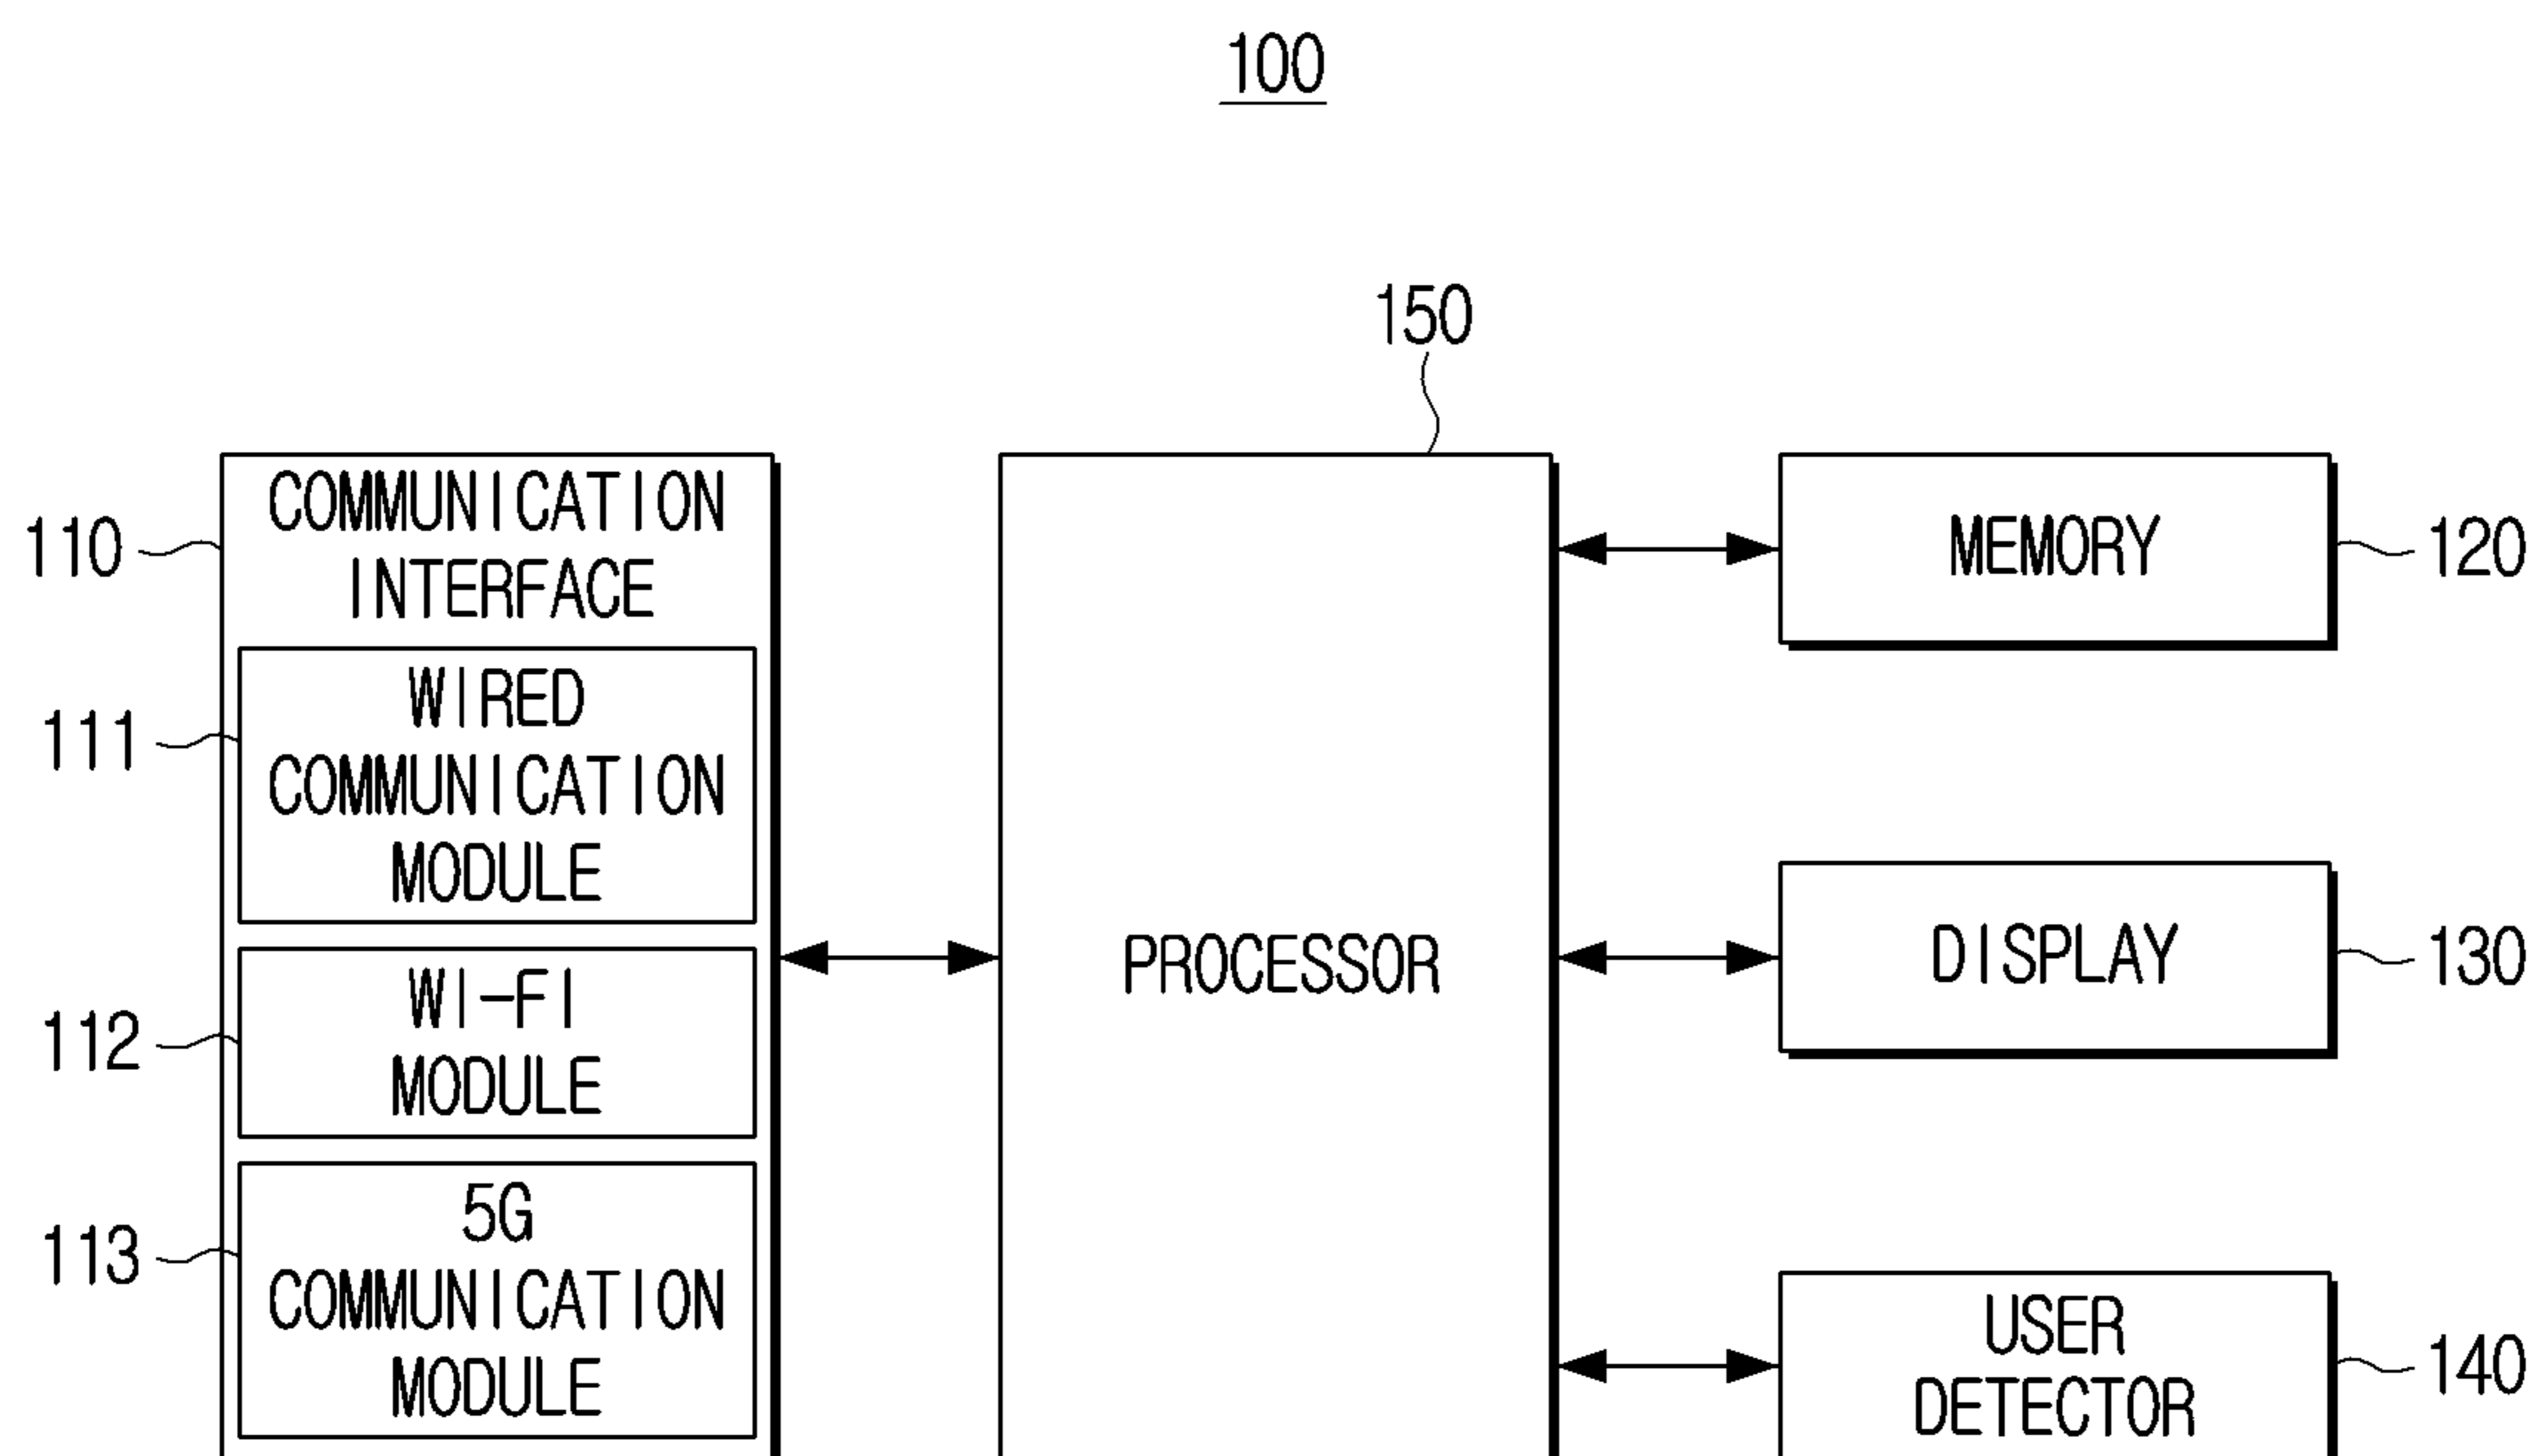 100
150
110
COMMUNICATION
INTERFACE
111
WIRED
COMMUNICATION
MODULE
112
WI-FI
MODULE
113
5G
COMMUNICATION
MODULE
PROCESSOR
MEMORY
120
DISPLAY
130
USER
DETECTOR
140